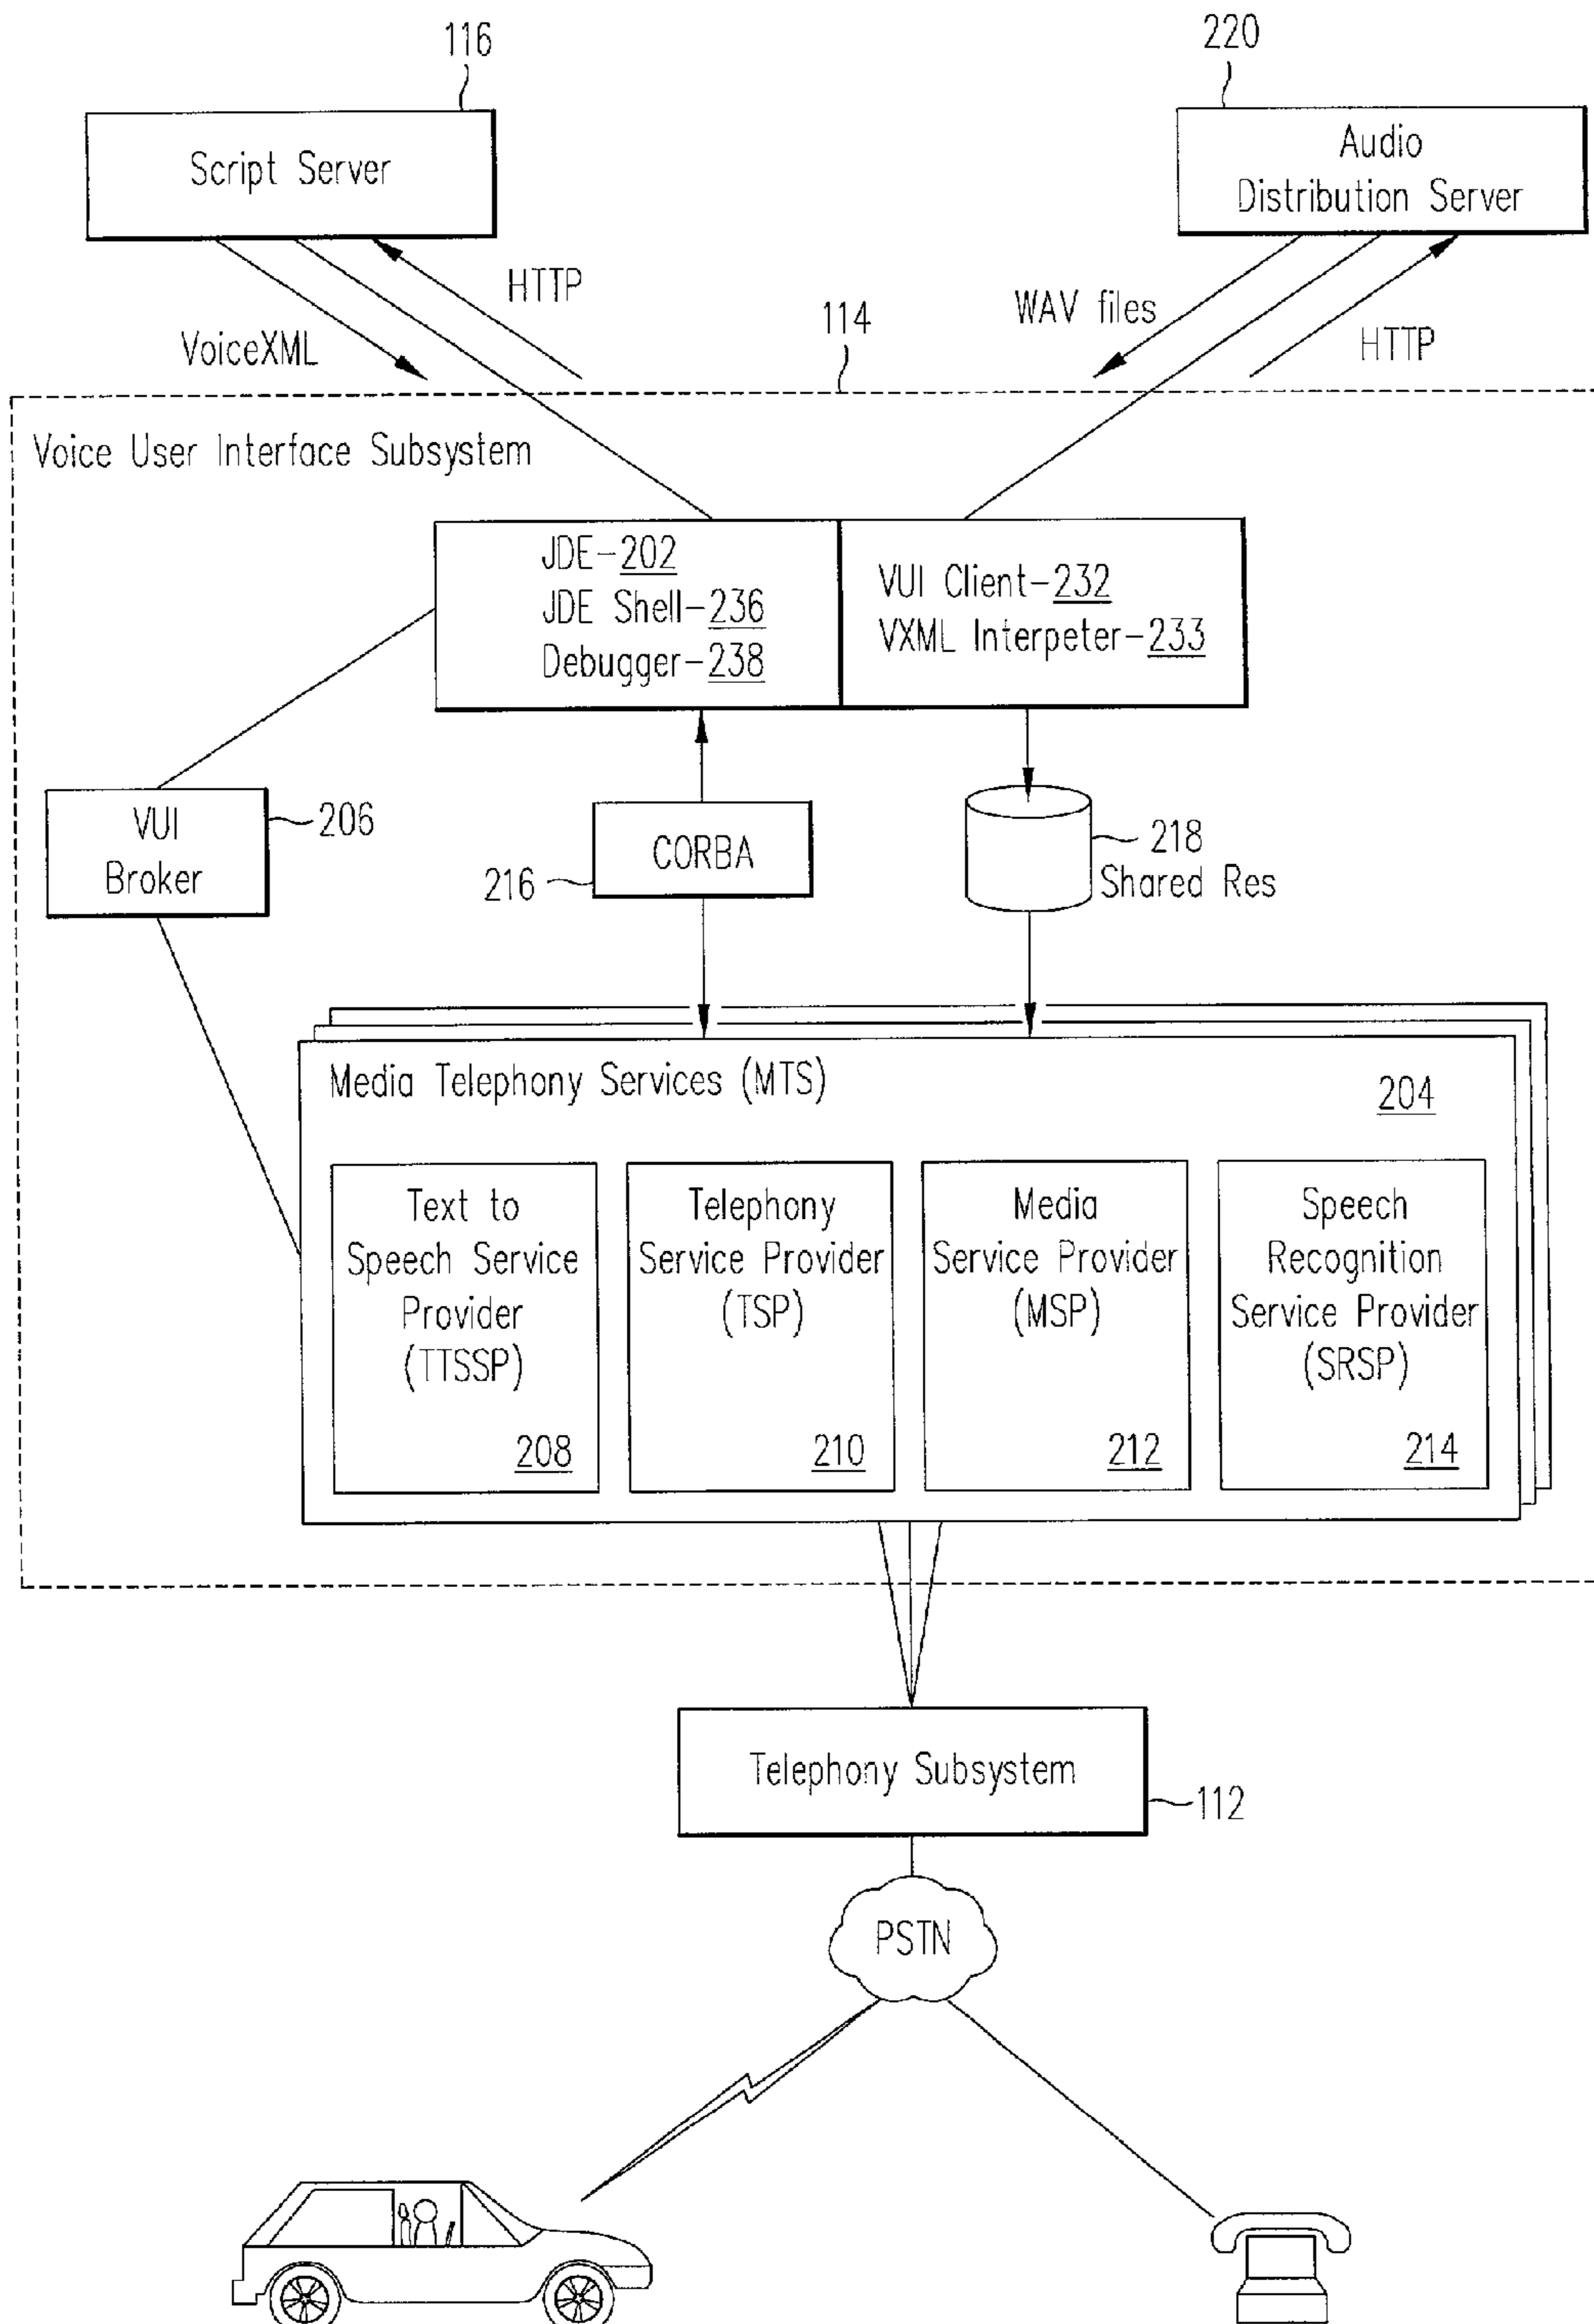 116
220
Script Server
Audio
Distribution Server
HTTP
VoiceXML
WAV files
HTTP
114
Voice User Interface Subsystem
JDE-202
JDE Shell-236
Debugger-238
VUI Client-232
VXML Interpeter-233
VUI
Broker
206
CORBA
216
218
Shared Res
Media Telephony Services (MTS)
204
Text to
Speech Service
Provider
(TTSSP)
208
Telephony
Service Provider
(TSP)
210
Media
Service Provider
(MSP)
212
Speech
Recognition
Service Provider
(SRSP)
214
Telephony Subsystem
112
PSTN